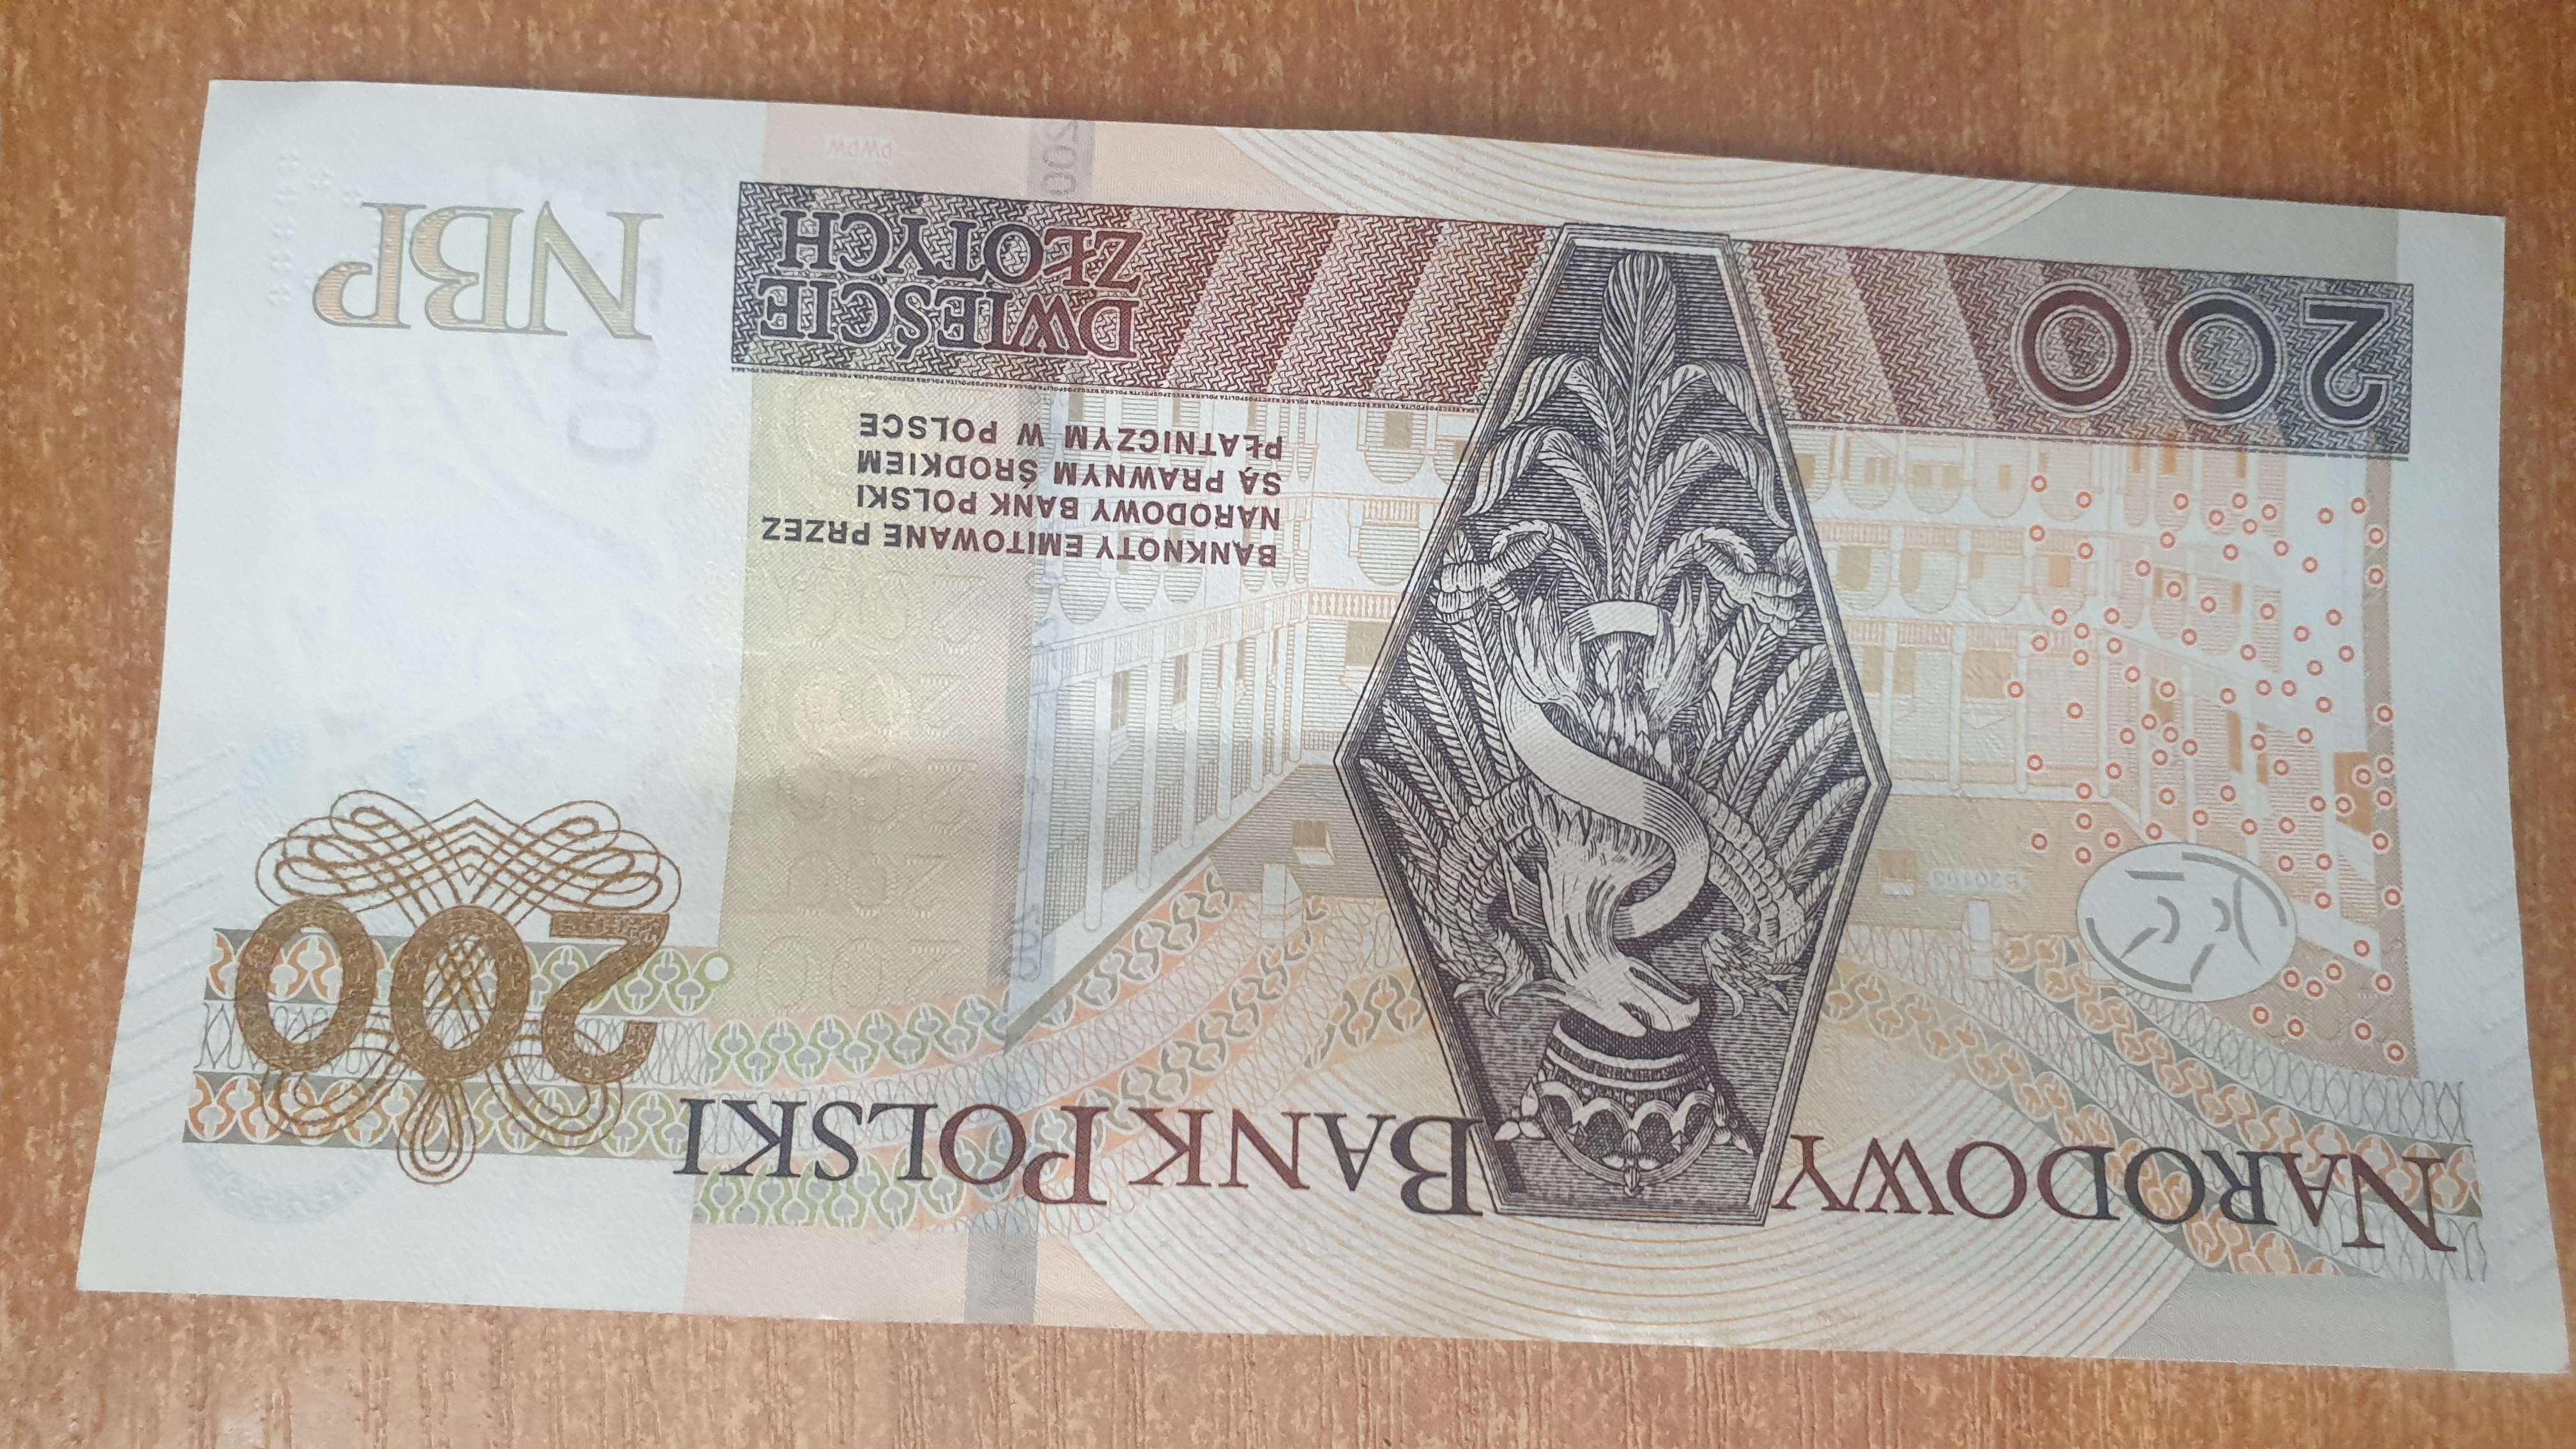 NARODOWY BANK POLSKI
200
BANKNOTY EMITOWANE PRZEZ
NARODOWY BANK POLSKI
SĄ PRAWNYM ŚRODKIEM
PŁATNICZYM W POLSCE
200
DWIEŚCIE
ZŁOTYCH
NBP
PWPW